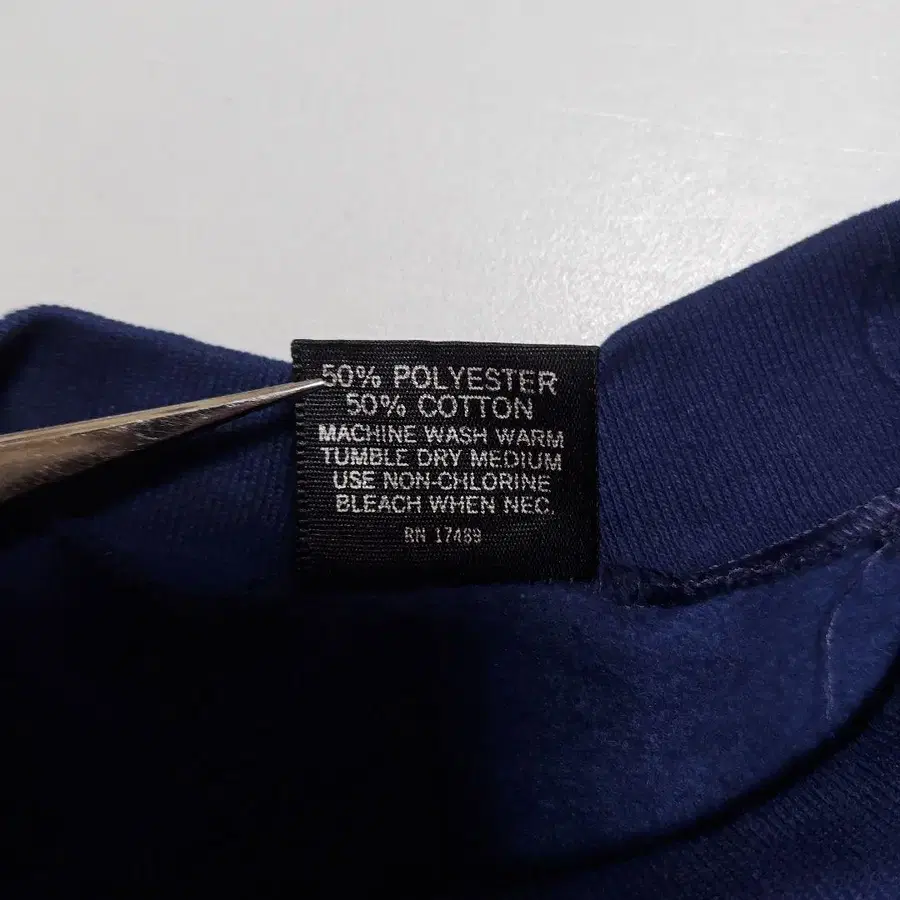 50% POLYESTER
50% COTTON
MACHINE WASH WARM
TUMBLE DRY MEDIUM
USE NON-CHLORINE
BLEACH WHEN NEC.
RN 17489